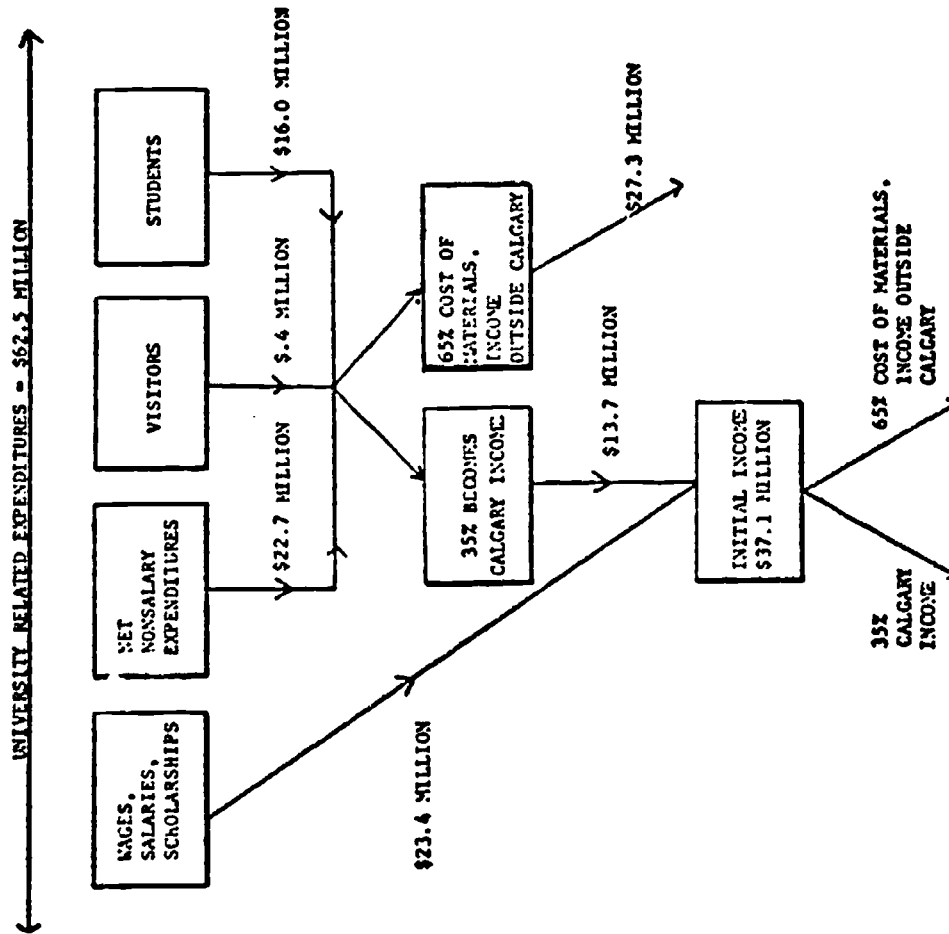 UNIVERSITY RELATED EXPENDITURES = $62.5 MILLION
WAGES,
SALARIES,
SCHOLARSHIPS
NET
NONSALARY
EXPENDITURES
VISITORS
STUDENTS
$22.7 MILLION
$.4 MILLION
$16.0 MILLION
35% BECOMES
CALGARY INCOME
65% COST OF
MATERIALS,
INCOME
OUTSIDE CALGARY
$23.4 MILLION
$13.7 MILLION
$27.3 MILLION
INITIAL INCOME
$37.1 MILLION
35%
CALGARY
INCOME
65% COST OF MATERIALS,
INCOME OUTSIDE
CALGARY